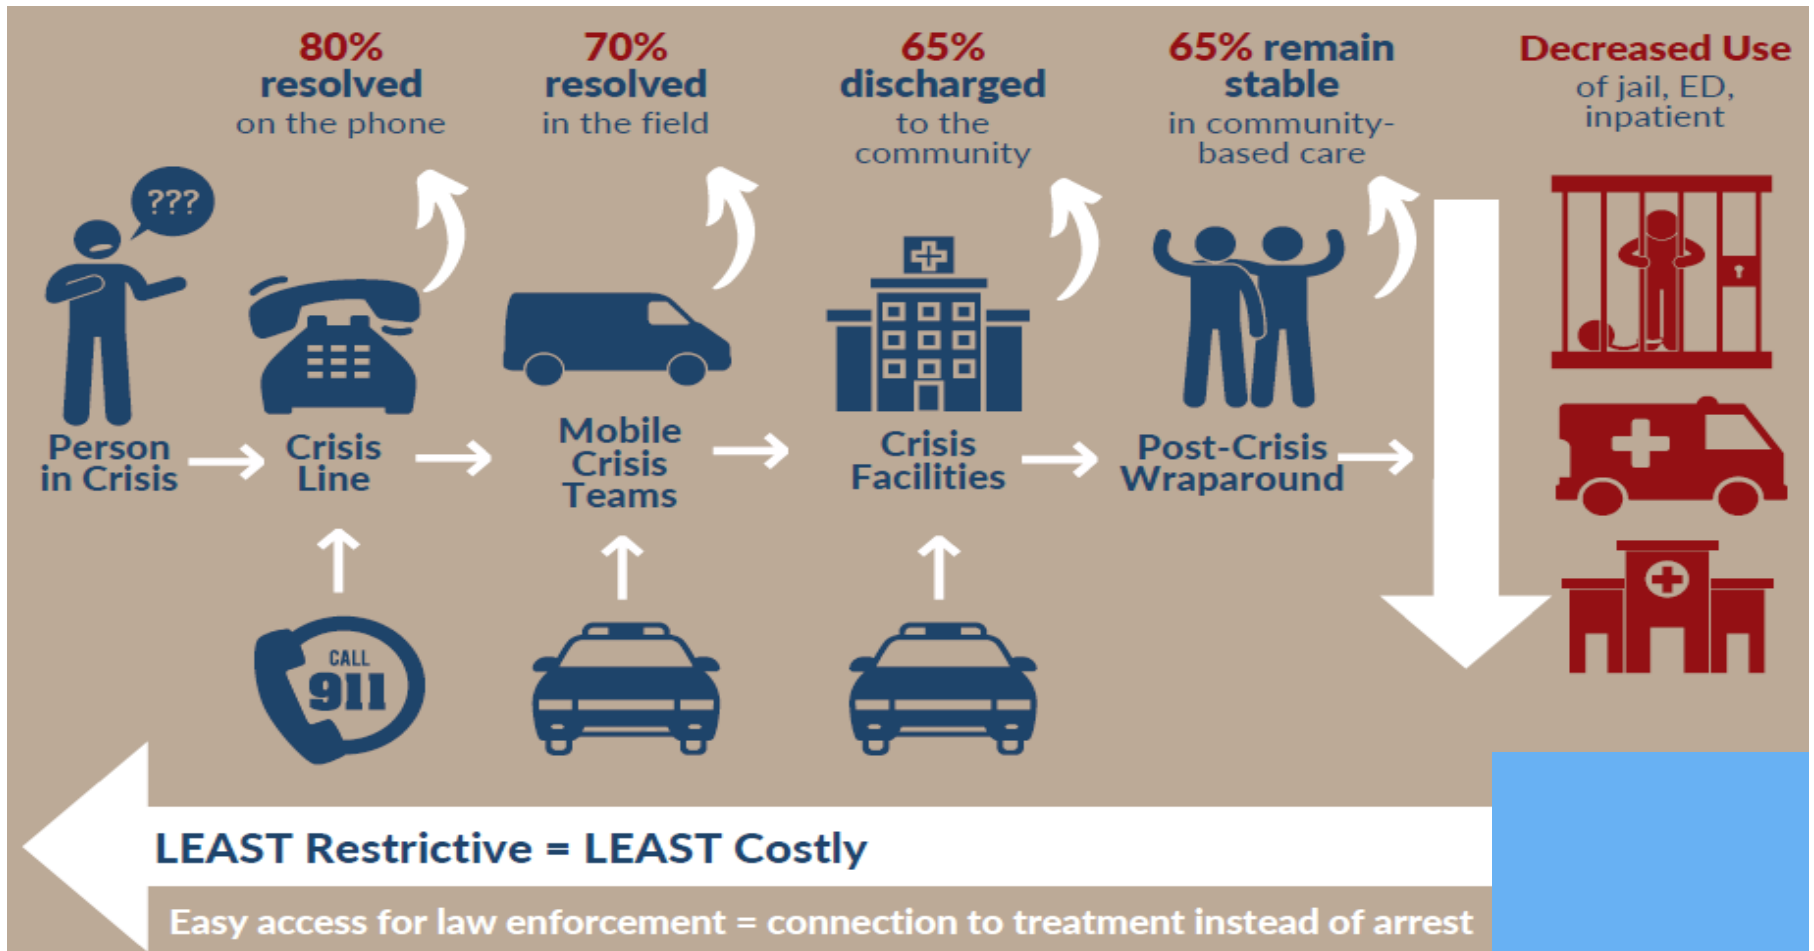 80%
resolved
on the phone
70%
resolved
in the field
65%
discharged
to the
community
65% remain
stable
in community-
based care
Decreased Use
of jail, ED,
inpatient
???
Person
in Crisis
Crisis
Line
Mobile
Crisis
Teams
Crisis
Facilities
Post-Crisis
Wraparound
CALL
911
LEAST Restrictive = LEAST Costly
Easy access for law enforcement = connection to treatment instead of arrest